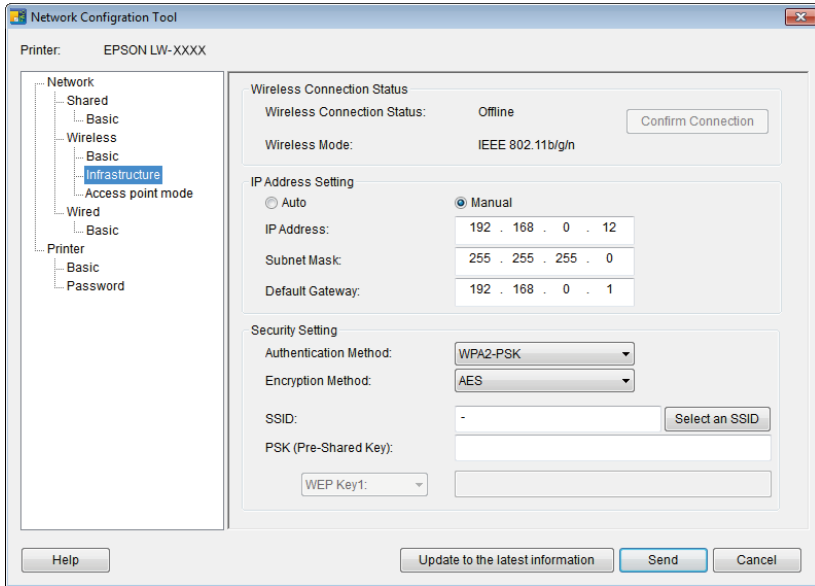 Network Configration Tool
Printer: EPSON LW-XXXX
Network
Shared
Basic
Wireless
Basic
Infrastructure
Access point mode
Wired
Basic
Printer
Basic
Password
Wireless Connection Status
Wireless Connection Status: Offline
Confirm Connection
Wireless Mode: IEEE 802.11b/g/n
IP Address Setting
Auto Manual
IP Address: 192 . 168 . 0 . 12
Subnet Mask: 255 . 255 . 255 . 0
Default Gateway: 192 . 168 . 0 . 1
Security Setting
Authentication Method: WPA2-PSK
Encryption Method: AES
SSID: - Select an SSID
PSK (Pre-Shared Key):
WEP Key1:
Help Update to the latest information Send Cancel